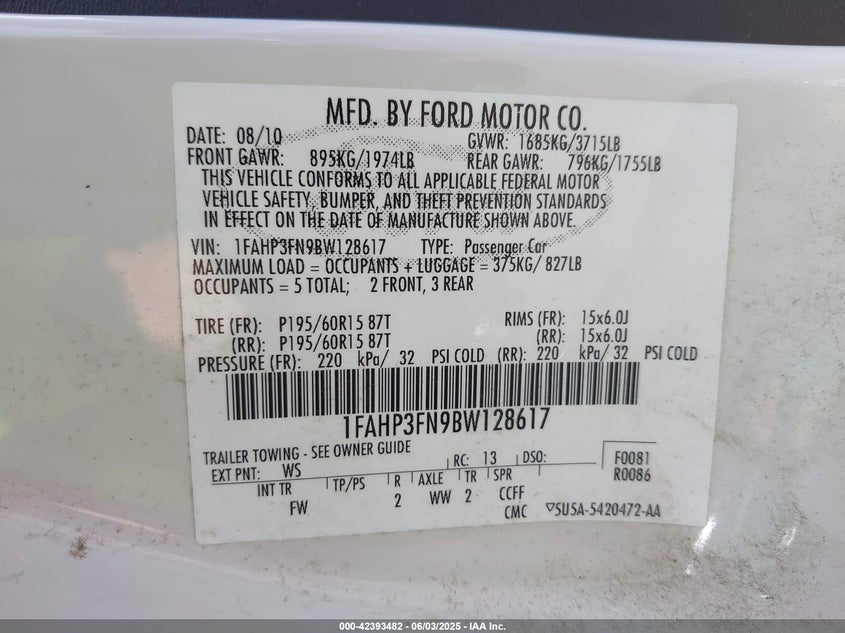 MFD. BY FORD MOTOR CO.
DATE: 08/10 GVWR: 1685KG/3715LB
FRONT GAWR: 895KG/1974LB REAR GAWR: 796KG/1755LB
THIS VEHICLE CONFORMS TO ALL APPLICABLE FEDERAL MOTOR
VEHICLE SAFETY, BUMPER, AND THEFT PREVENTION STANDARDS
IN EFFECT ON THE DATE OF MANUFACTURE SHOWN ABOVE.
VIN: 1FAHP3FN9BW128617 TYPE: Passenger Car
MAXIMUM LOAD = OCCUPANTS + LUGGAGE = 375KG/ 827LB
OCCUPANTS = 5 TOTAL; 2 FRONT, 3 REAR
TIRE (FR): P195/60R15 87T RIMS (FR): 15x6.0J
(RR): P195/60R15 87T (RR): 15x6.0J
PRESSURE (FR): 220 kPa/ 32 PSI COLD (RR): 220 kPa/ 32 PSI COLD
1FAHP3FN9BW128617
TRAILER TOWING - SEE OWNER GUIDE
EXT PNT: WS RC: 13 DSO: F0081
R0086
INT TR TP/PS R AXLE TR SPR
FW 2 WW 2 CCFF
CMC 5U5A-5420472-AA
000-42393482 - 06/03/2025 - IAA Inc.